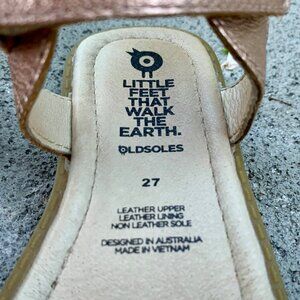 LITTLE
FEET
THAT
WALK
THE
EARTH.
OLDSOLES
27
LEATHER UPPER
LEATHER LINING
NON LEATHER SOLE
DESIGNED IN AUSTRALIA
MADE IN VIETNAM